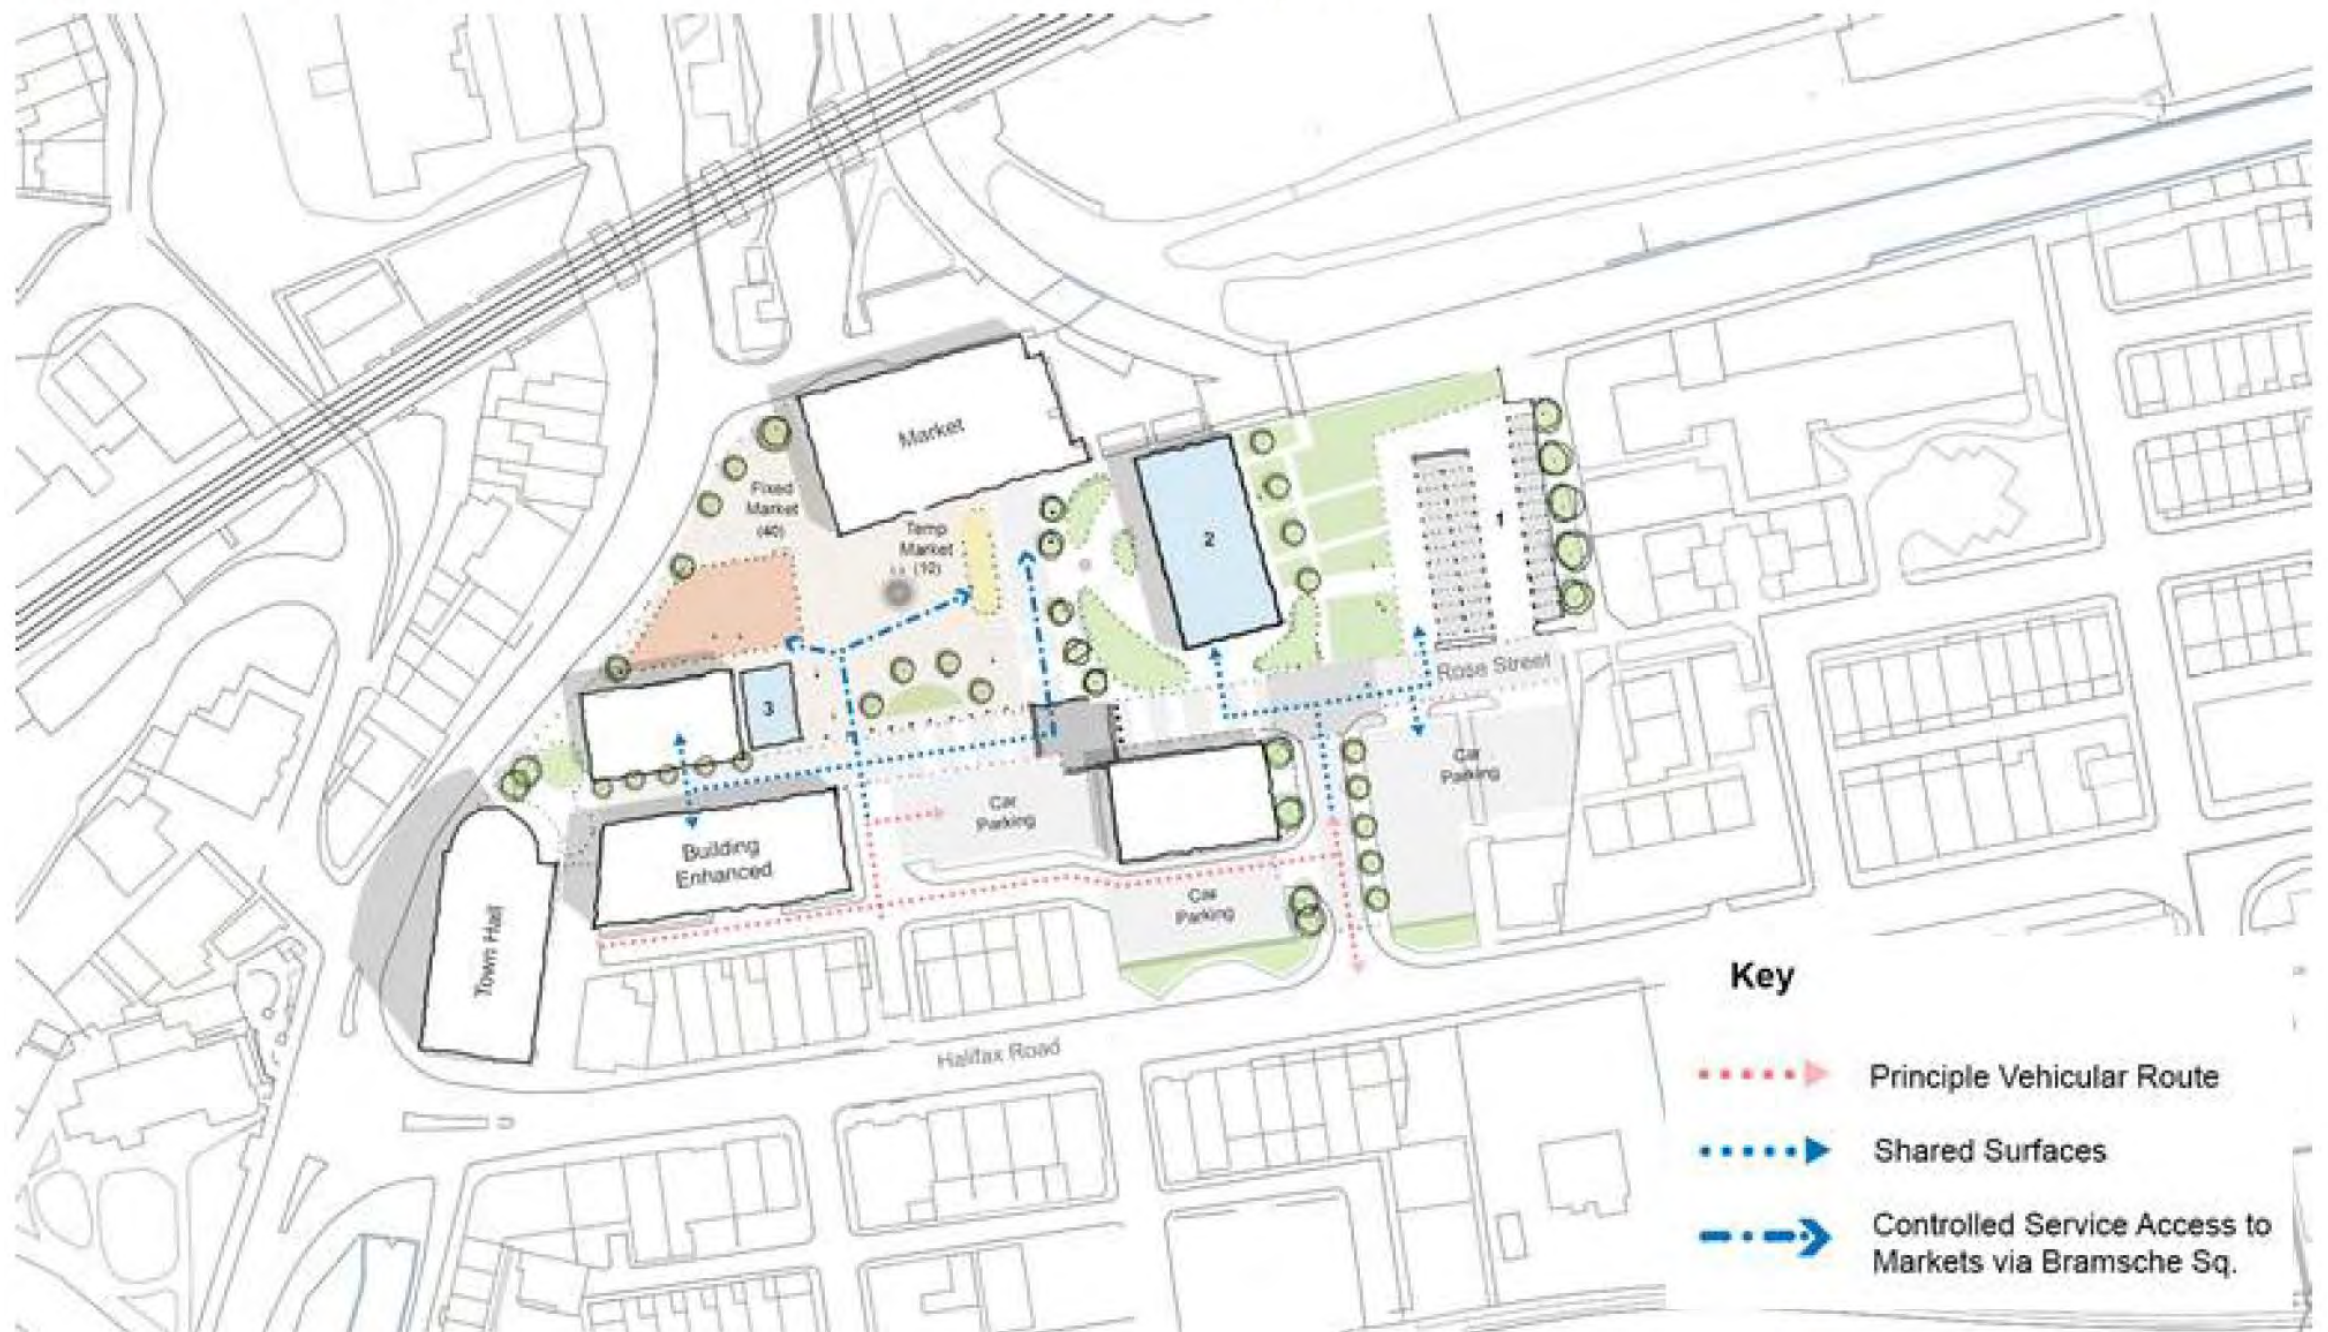 Market
Fixed
Market
(40)
Temp
Market
(10)
2
1
Rose Street
3
Car
Parking
Car
Parking
Building
Enhanced
Car
Parking
Town Hall
Halifax Road
Key
Principle Vehicular Route
Shared Surfaces
Controlled Service Access to
Markets via Bramsche Sq.